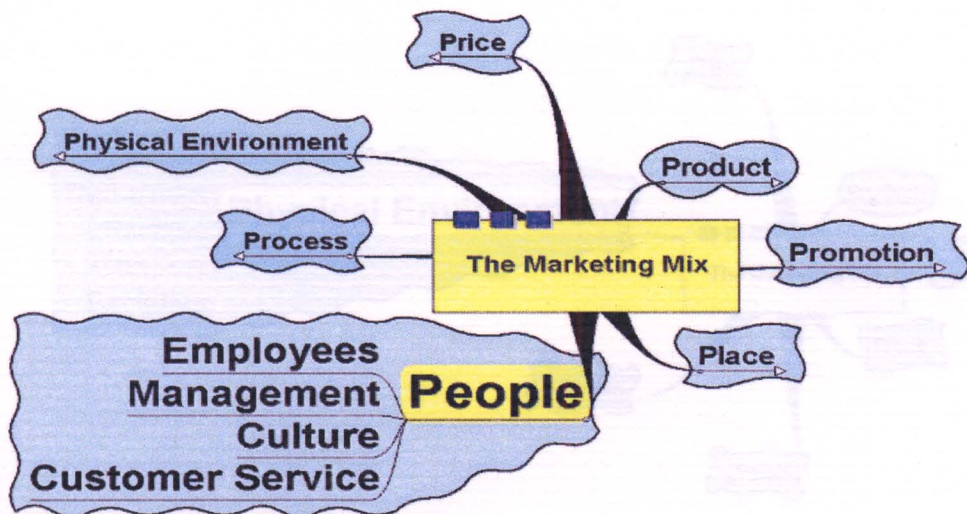 Price
Physical Environment
Product
Process
The Marketing Mix
Promotion
Place
People
Employees
Management
Culture
Customer Service